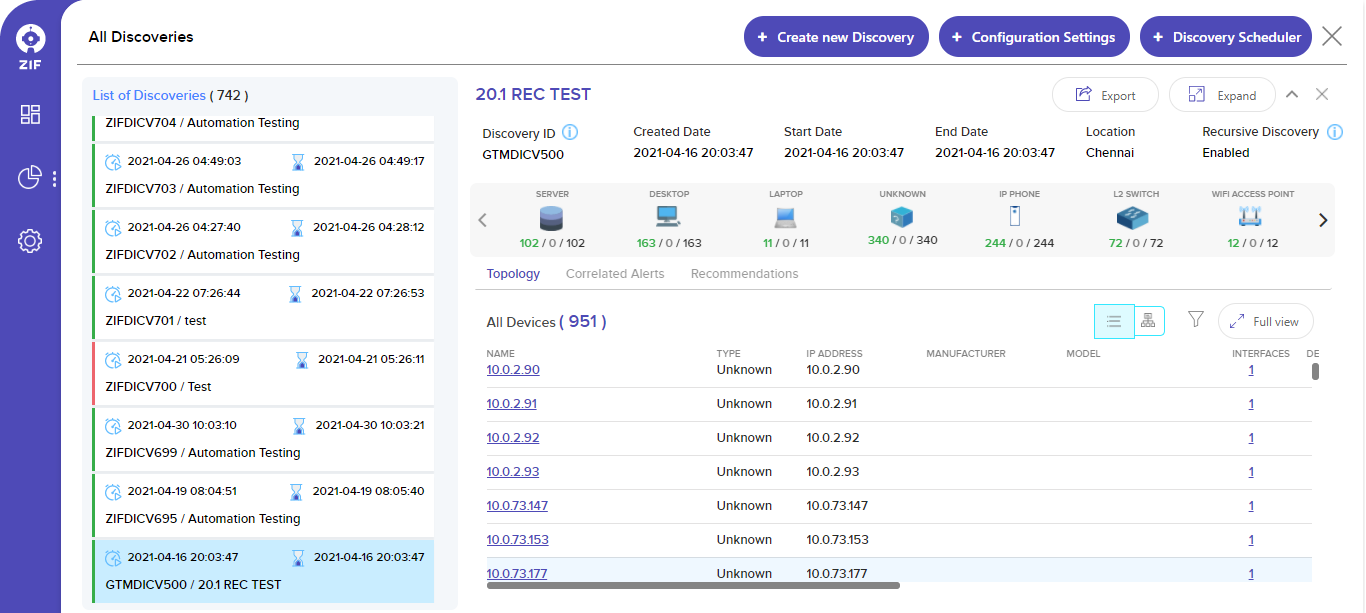 ZIF
All Discoveries
+ Create new Discovery
+ Configuration Settings
+ Discovery Scheduler
List of Discoveries ( 742 )
ZIFDICV704 / Automation Testing
2021-04-26 04:49:03 2021-04-26 04:49:17
ZIFDICV703 / Automation Testing
2021-04-26 04:27:40 2021-04-26 04:28:12
ZIFDICV702 / Automation Testing
2021-04-22 07:26:44 2021-04-22 07:26:53
ZIFDICV701 / test
2021-04-21 05:26:09 2021-04-21 05:26:11
ZIFDICV700 / Test
2021-04-30 10:03:10 2021-04-30 10:03:21
ZIFDICV699 / Automation Testing
2021-04-19 08:04:51 2021-04-19 08:05:40
ZIFDICV695 / Automation Testing
2021-04-16 20:03:47 2021-04-16 20:03:47
GTMDICV500 / 20.1 REC TEST
20.1 REC TEST
Export
Expand
Discovery ID Created Date Start Date End Date Location Recursive Discovery
GTMDICV500 2021-04-16 20:03:47 2021-04-16 20:03:47 2021-04-16 20:03:47 Chennai Enabled
SERVER DESKTOP LAPTOP UNKNOWN IP PHONE L2 SWITCH WIFI ACCESS POINT
102 / 0 / 102 163 / 0 / 163 11 / 0 / 11 340 / 0 / 340 244 / 0 / 244 72 / 0 / 72 12 / 0 / 12
Topology Correlated Alerts Recommendations
All Devices ( 951 )
Full view
NAME TYPE IP ADDRESS MANUFACTURER MODEL INTERFACES DE
10.0.2.90 Unknown 10.0.2.90 1
10.0.2.91 Unknown 10.0.2.91 1
10.0.2.92 Unknown 10.0.2.92 1
10.0.2.93 Unknown 10.0.2.93 1
10.0.73.147 Unknown 10.0.73.147 1
10.0.73.153 Unknown 10.0.73.153 1
10.0.73.177 Unknown 10.0.73.177 1